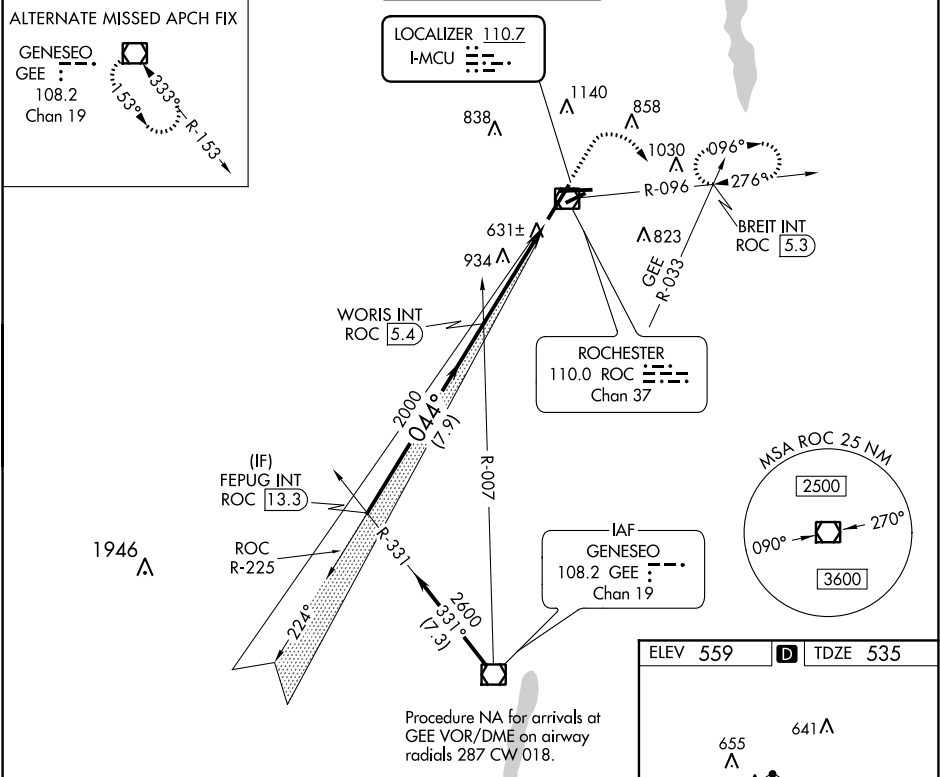 ALTERNATE MISSED APCH FIX
GENESEO
GEE
108.2
Chan 19
333°
153°
R-153
LOCALIZER 110.7
I-MCU
838
1140
858
1030
096°
R-096
276°
BREIT INT
ROC 5.3
631±
934
823
GEE
R-033
WORIS INT
ROC 5.4
ROCHESTER
110.0 ROC
Chan 37
2000
044°
(7.9)
R-007
MSA ROC 25 NM
2500
090°
270°
3600
(IF)
FEPUG INT
ROC 13.3
R-331
1946
ROC
R-225
224°
2600
331°
(7.3)
IAF
GENESEO
108.2 GEE
Chan 19
Procedure NA for arrivals at
GEE VOR/DME on airway
radials 287 CW 018.
ELEV 559 D TDZE 535
655
641